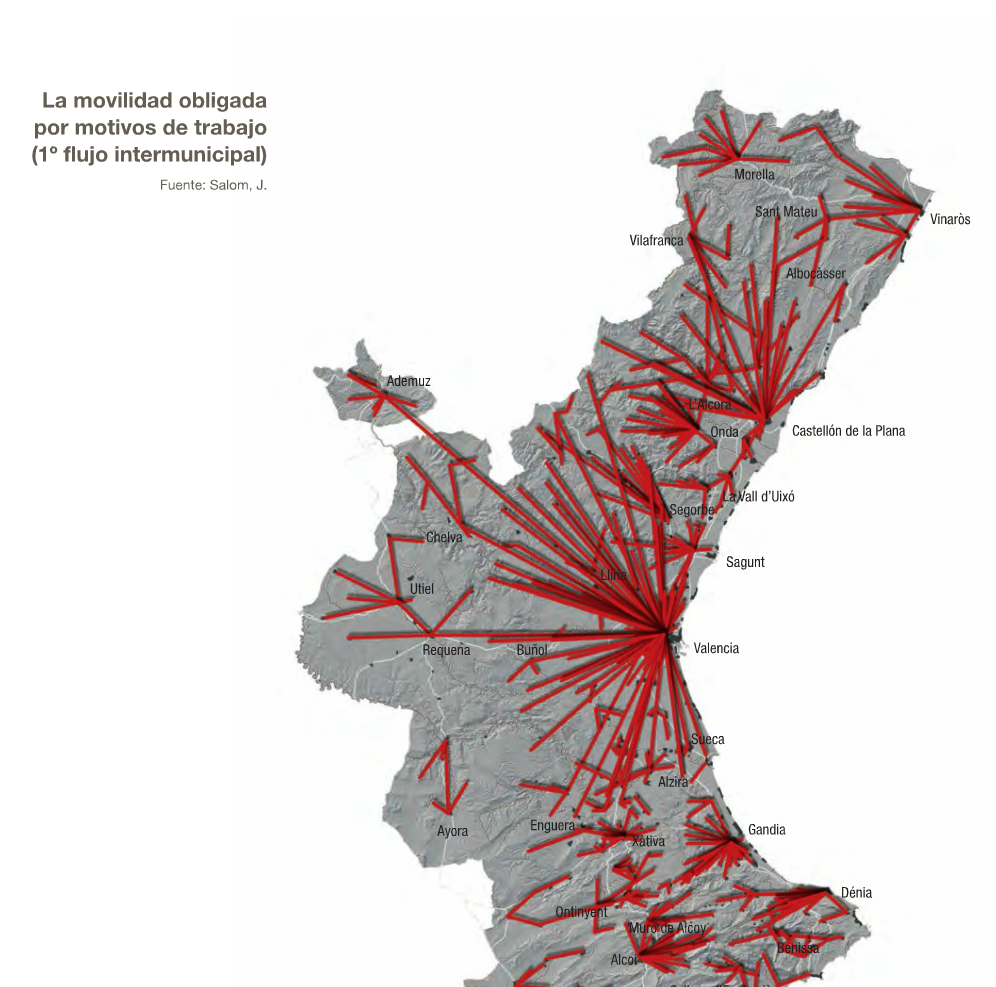 La movilidad obligada
por motivos de trabajo
(1º flujo intermunicipal)
Fuente: Salom, J.
Morella
Sant Mateu
Vinaròs
Vilafranca
Albocàsser
Ademuz
L'Alcora
Onda
Castellón de la Plana
La Vall d'Uixó
Segorbe
Chelva
Sagunt
Llíria
Utiel
Requena
Buñol
Valencia
Sueca
Alzira
Enguera
Ayora
Xàtiva
Gandia
Dénia
Ontinyent
Muro de Alcoy
Benissa
Alcoi